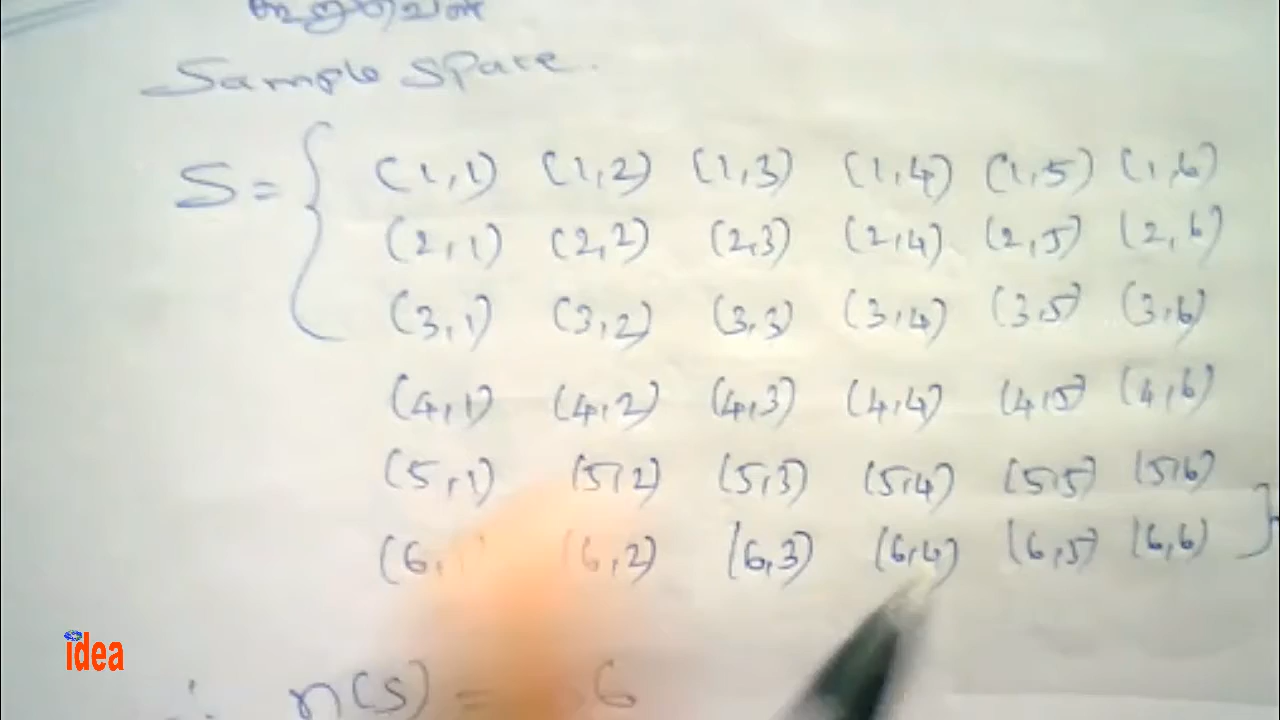 Sample Space.
S = { (1,1) (1,2) (1,3) (1,4) (1,5) (1,6)
(2,1) (2,2) (2,3) (2,4) (2,5) (2,6)
(3,1) (3,2) (3,3) (3,4) (3,5) (3,6)
(4,1) (4,2) (4,3) (4,4) (4,5) (4,6)
(5,1) (5,2) (5,3) (5,4) (5,5) (5,6)
(6, (6,2) (6,3) (6,4) (6,5) (6,6) }
∴ n(S) = 6
idea